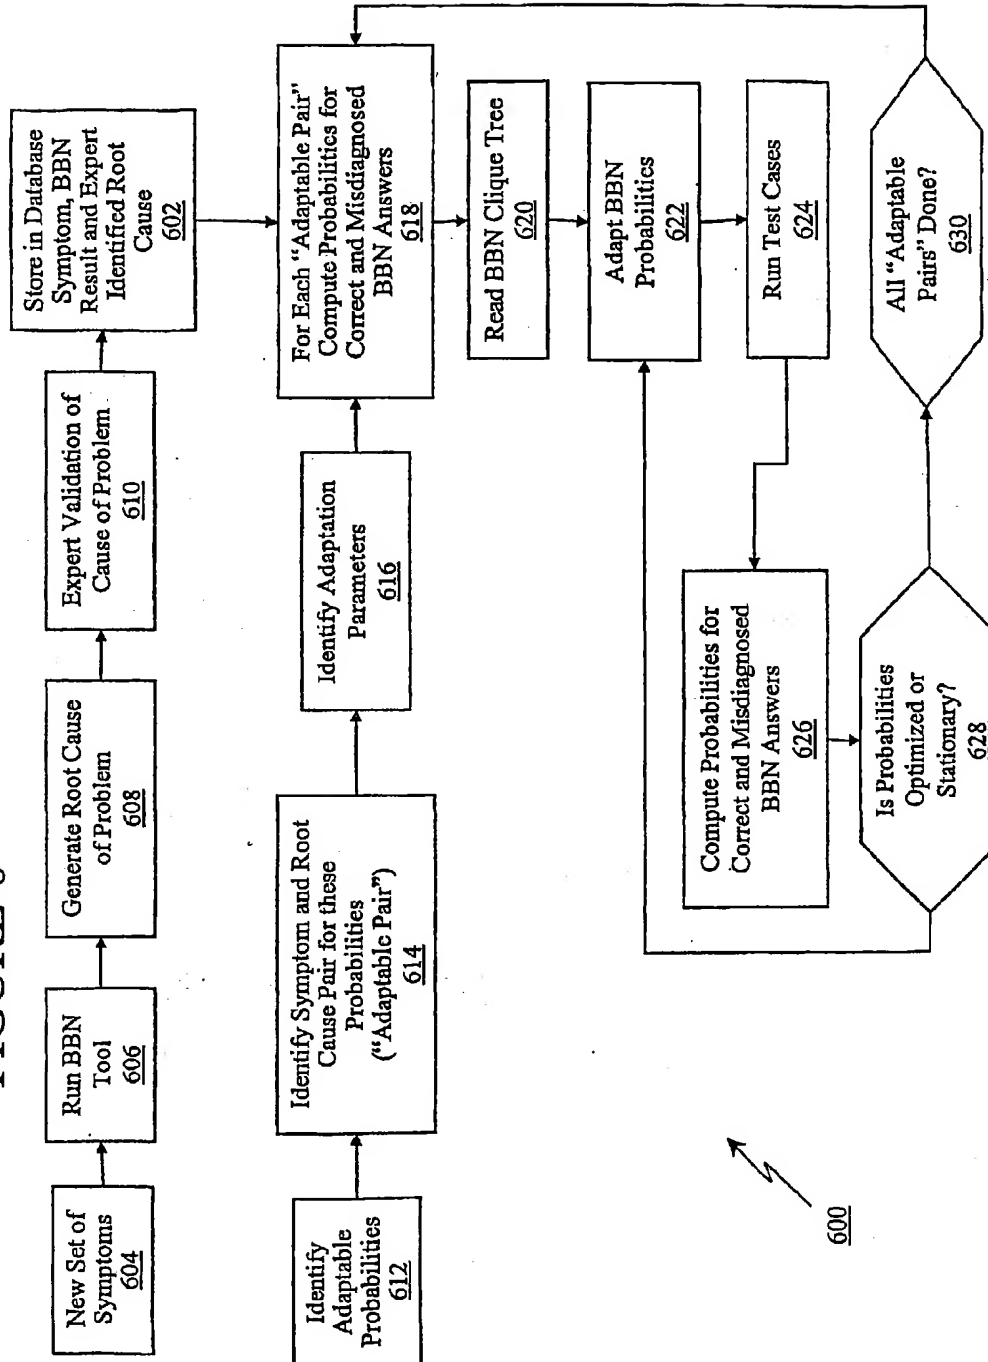 New Set of
Symptoms
604
Run BBN
Tool
606
Generate Root Cause
of Problem
608
Expert Validation of
Cause of Problem
610
Store in Database
Symptom, BBN
Result and Expert
Identified Root
Cause
602
Identify
Adaptable
Probabilities
612
Identify Symptom and Root
Cause Pair for these
Probabilities
("Adaptable Pair")
614
Identify Adaptation
Parameters
616
For Each "Adaptable Pair"
Compute Probabilities for
Correct and Misdiagnosed
BBN Answers
618
Read BBN Clique Tree
620
Adapt BBN
Probabilities
622
Run Test Cases
624
Compute Probabilities for
Correct and Misdiagnosed
BBN Answers
626
Is Probabilities
Optimized or
Stationary?
628
All "Adaptable
Pairs" Done?
630
600